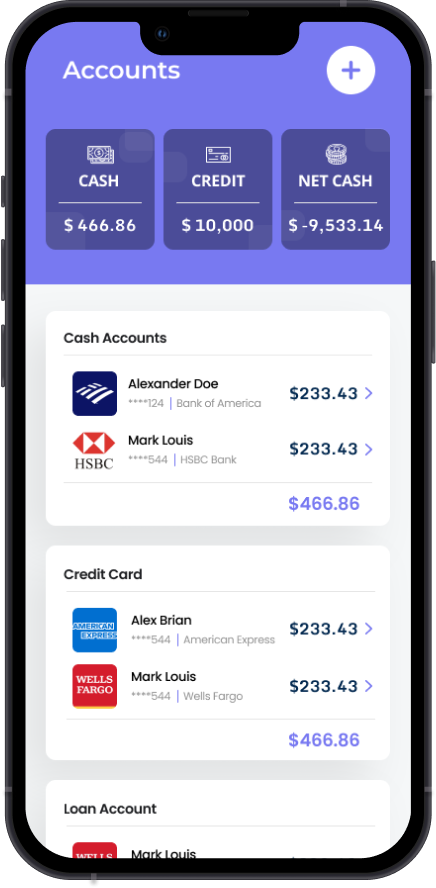 Accounts
CASH CREDIT NET CASH
$ 466.86 $ 10,000 $ -9,533.14
Cash Accounts
Alexander Doe
$233.43
****124 | Bank of America
Mark Louis
$233.43
HSBC
****544 | HSBC Bank
$466.86
Credit Card
Alex Brian
AMERICAN
EXPRESS
$233.43
****544 | American Express
Mark Louis
WELLS
FARGO
$233.43
****544 | Wells Fargo
$466.86
Loan Account
WELLS
Mark Louis